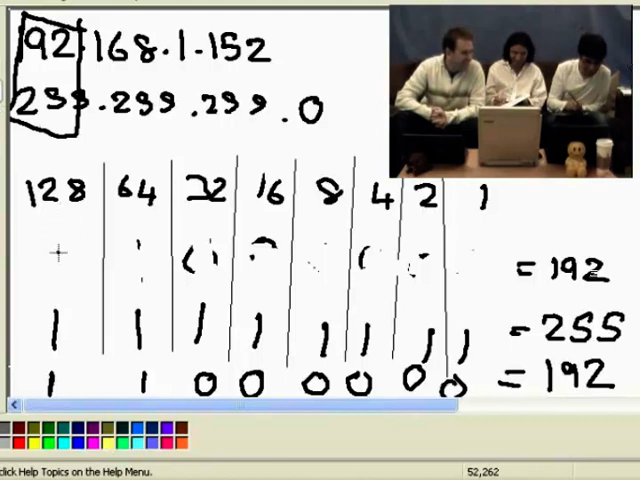 92.168.1.152
255.255.255.0
128 64 32 16 8 4 2 1
= 192
1 1 1 1 1 1 1 1 = 255
1 1 0 0 0 0 0 0 = 192
click Help Topics on the Help Menu. 52,262